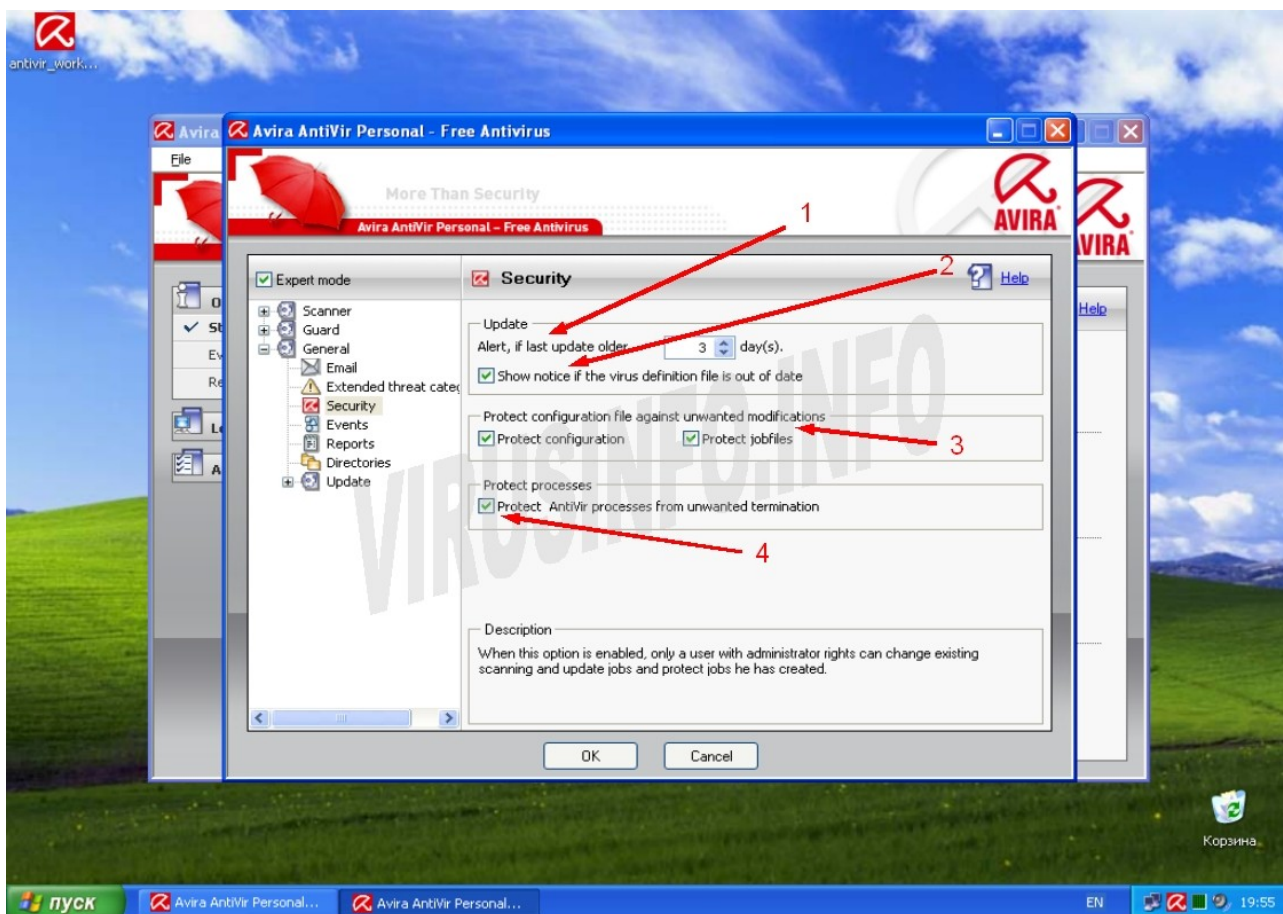 antivir_work...
Avira
Avira AntiVir Personal - Free Antivirus
File
More Than Security
Avira AntiVir Personal – Free Antivirus
AVIRA
VIRA
1
2
3
4
Expert mode
Security
Help
Help
Scanner
Guard
General
Email
Extended threat categ
Security
Events
Reports
Directories
Update
Update
Alert, if last update older 3 day(s).
Show notice if the virus definition file is out of date
Protect configuration file against unwanted modifications
Protect configuration Protect jobfiles
Protect processes
Protect AntiVir processes from unwanted termination
Description
When this option is enabled, only a user with administrator rights can change existing
scanning and update jobs and protect jobs he has created.
VIRUSINFO.INFO
OK Cancel
Корзина
пуск Avira AntiVir Personal... Avira AntiVir Personal... EN 19:55